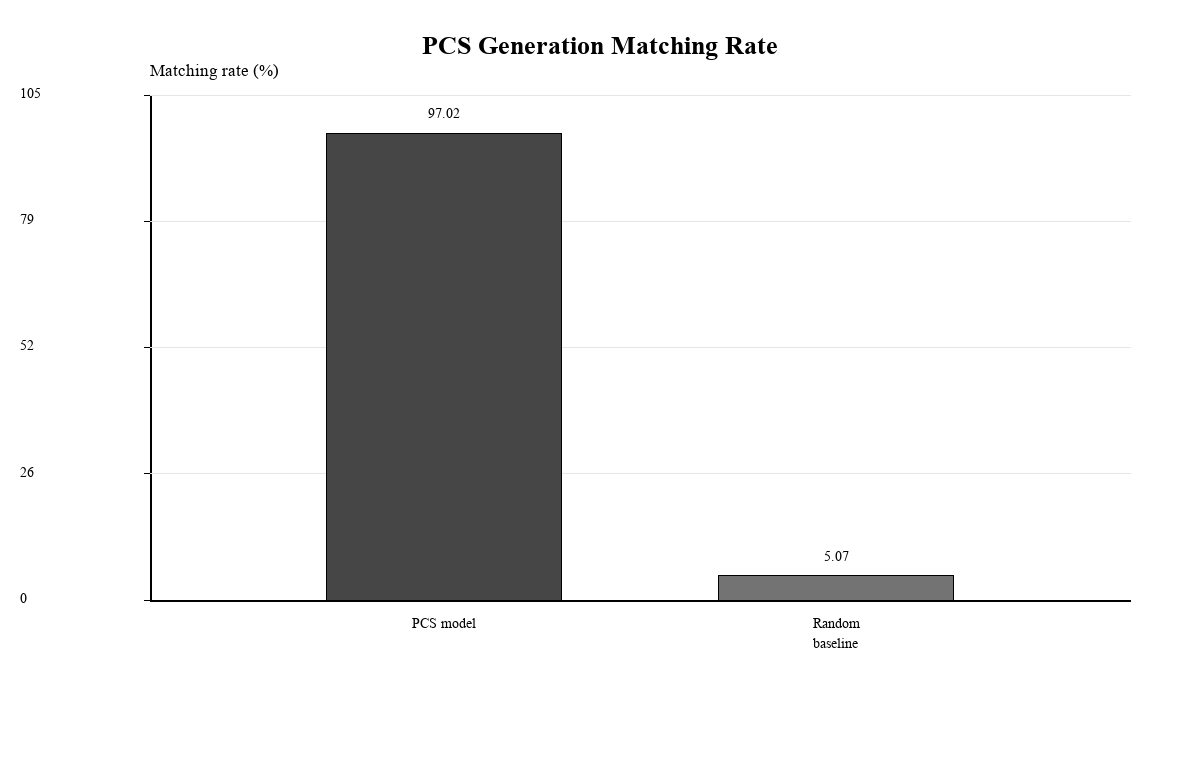 PCS Generation Matching Rate
Matching rate (%)
105
97.02
79
52
26
5.07
0
PCS model
Random
baseline